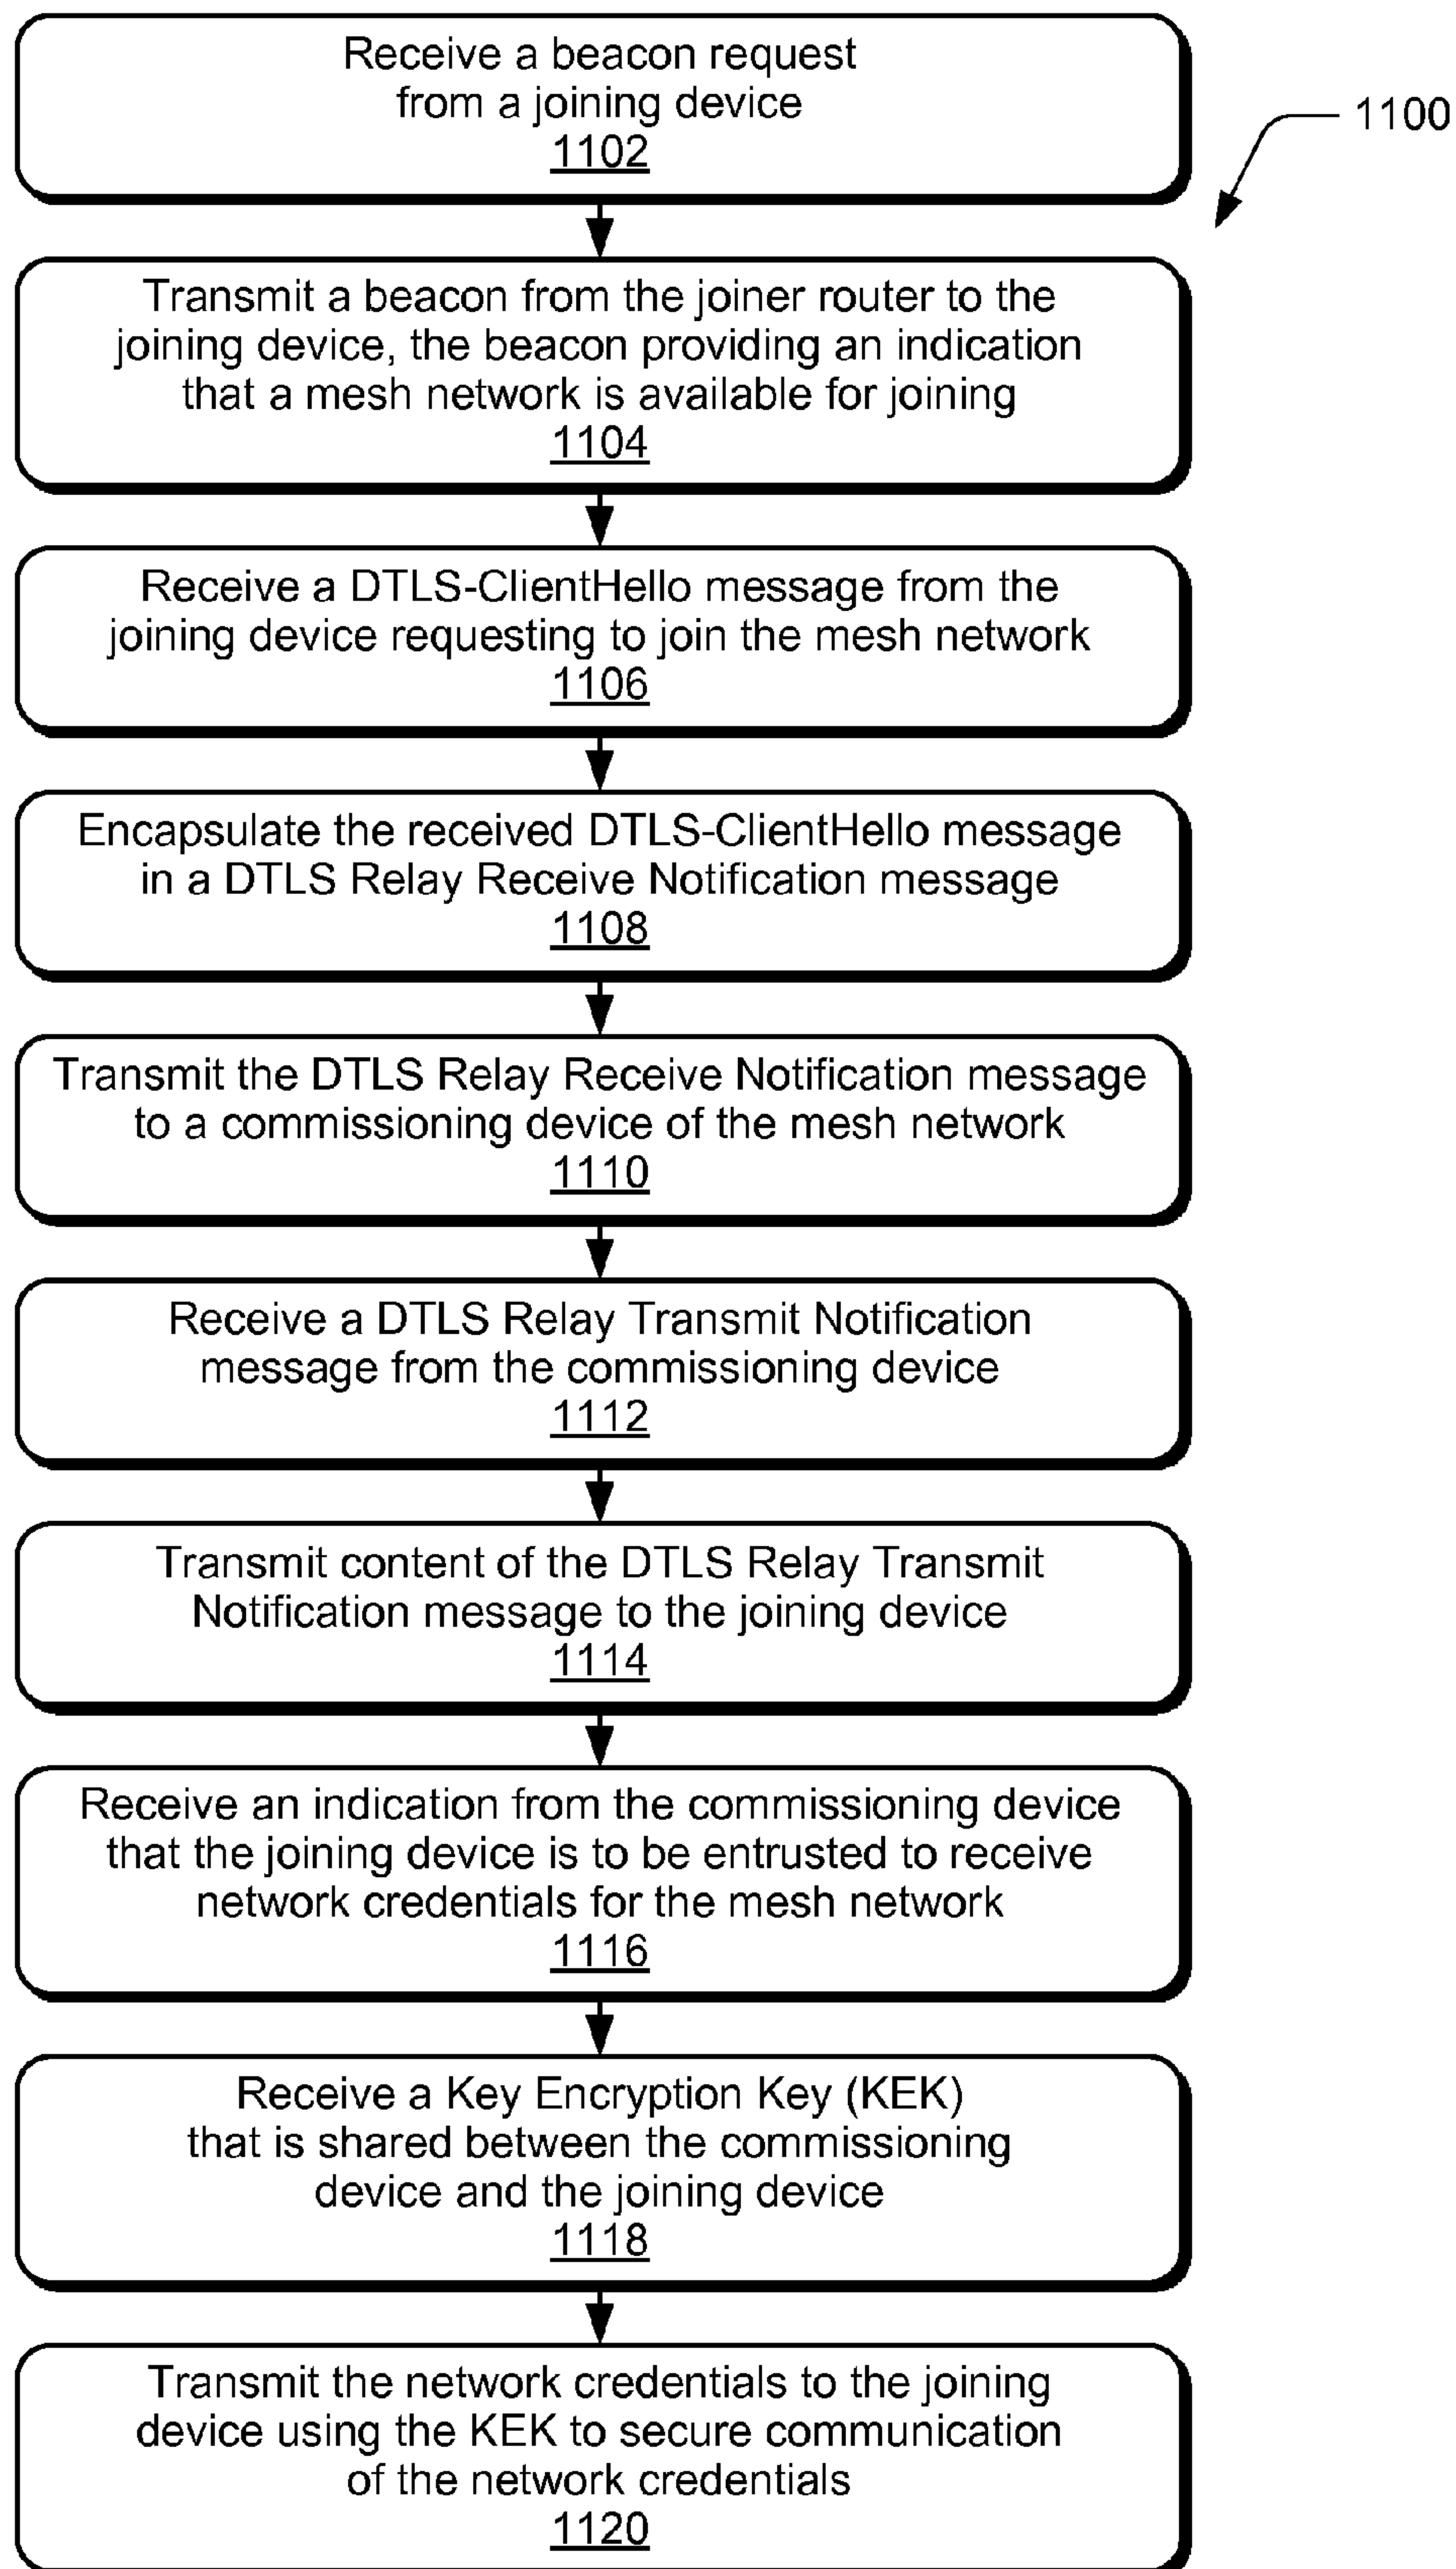 Receive a beacon request
from a joining device
1102
1100
Transmit a beacon from the joiner router to the
joining device, the beacon providing an indication
that a mesh network is available for joining
1104
Receive a DTLS-ClientHello message from the
joining device requesting to join the mesh network
1106
Encapsulate the received DTLS-ClientHello message
in a DTLS Relay Receive Notification message
1108
Transmit the DTLS Relay Receive Notification message
to a commissioning device of the mesh network
1110
Receive a DTLS Relay Transmit Notification
message from the commissioning device
1112
Transmit content of the DTLS Relay Transmit
Notification message to the joining device
1114
Receive an indication from the commissioning device
that the joining device is to be entrusted to receive
network credentials for the mesh network
1116
Receive a Key Encryption Key (KEK)
that is shared between the commissioning
device and the joining device
1118
Transmit the network credentials to the joining
device using the KEK to secure communication
of the network credentials
1120